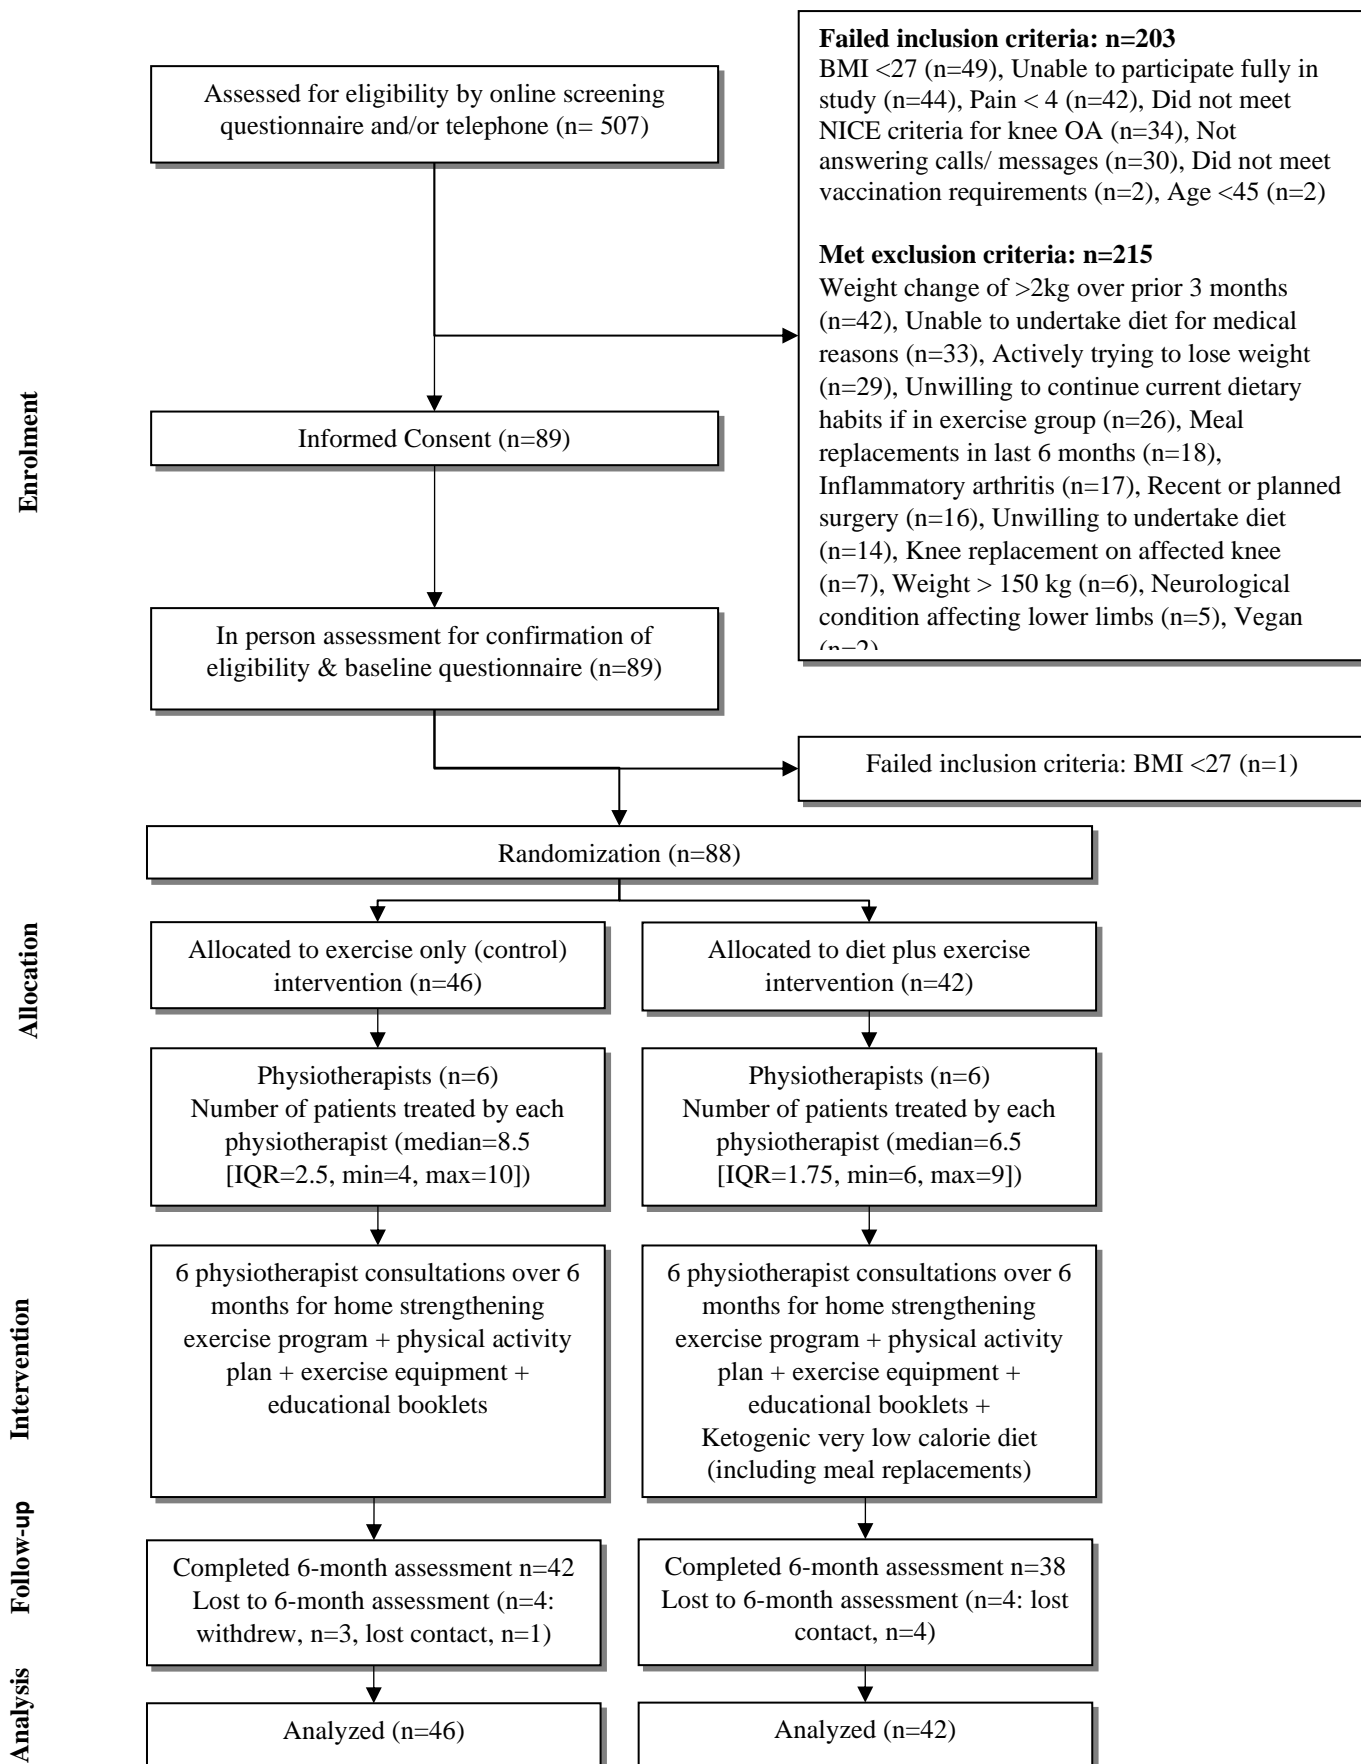 Failed inclusion criteria: n=203
BMI <27 (n=49), Unable to participate fully in
study (n=44), Pain < 4 (n=42), Did not meet
NICE criteria for knee OA (n=34), Not
answering calls/ messages (n=30), Did not meet
vaccination requirements (n=2), Age <45 (n=2)
Met exclusion criteria: n=215
Weight change of >2kg over prior 3 months
(n=42), Unable to undertake diet for medical
reasons (n=33), Actively trying to lose weight
(n=29), Unwilling to continue current dietary
habits if in exercise group (n=26), Meal
replacements in last 6 months (n=18),
Inflammatory arthritis (n=17), Recent or planned
surgery (n=16), Unwilling to undertake diet
(n=14), Knee replacement on affected knee
(n=7), Weight > 150 kg (n=6), Neurological
condition affecting lower limbs (n=5), Vegan
(n=2)
Assessed for eligibility by online screening
questionnaire and/or telephone (n= 507)
Enrolment
Informed Consent (n=89)
In person assessment for confirmation of
eligibility & baseline questionnaire (n=89)
Failed inclusion criteria: BMI <27 (n=1)
Randomization (n=88)
Allocation
Allocated to exercise only (control)
intervention (n=46)
Allocated to diet plus exercise
intervention (n=42)
Physiotherapists (n=6)
Number of patients treated by each
physiotherapist (median=8.5
[IQR=2.5, min=4, max=10])
Physiotherapists (n=6)
Number of patients treated by each
physiotherapist (median=6.5
[IQR=1.75, min=6, max=9])
Intervention
6 physiotherapist consultations over 6
months for home strengthening
exercise program + physical activity
plan + exercise equipment +
educational booklets
6 physiotherapist consultations over 6
months for home strengthening
exercise program + physical activity
plan + exercise equipment +
educational booklets +
Ketogenic very low calorie diet
(including meal replacements)
Follow-up
Completed 6-month assessment n=42
Lost to 6-month assessment (n=4:
withdrew, n=3, lost contact, n=1)
Completed 6-month assessment n=38
Lost to 6-month assessment (n=4: lost
contact, n=4)
Analysis
Analyzed (n=46)
Analyzed (n=42)